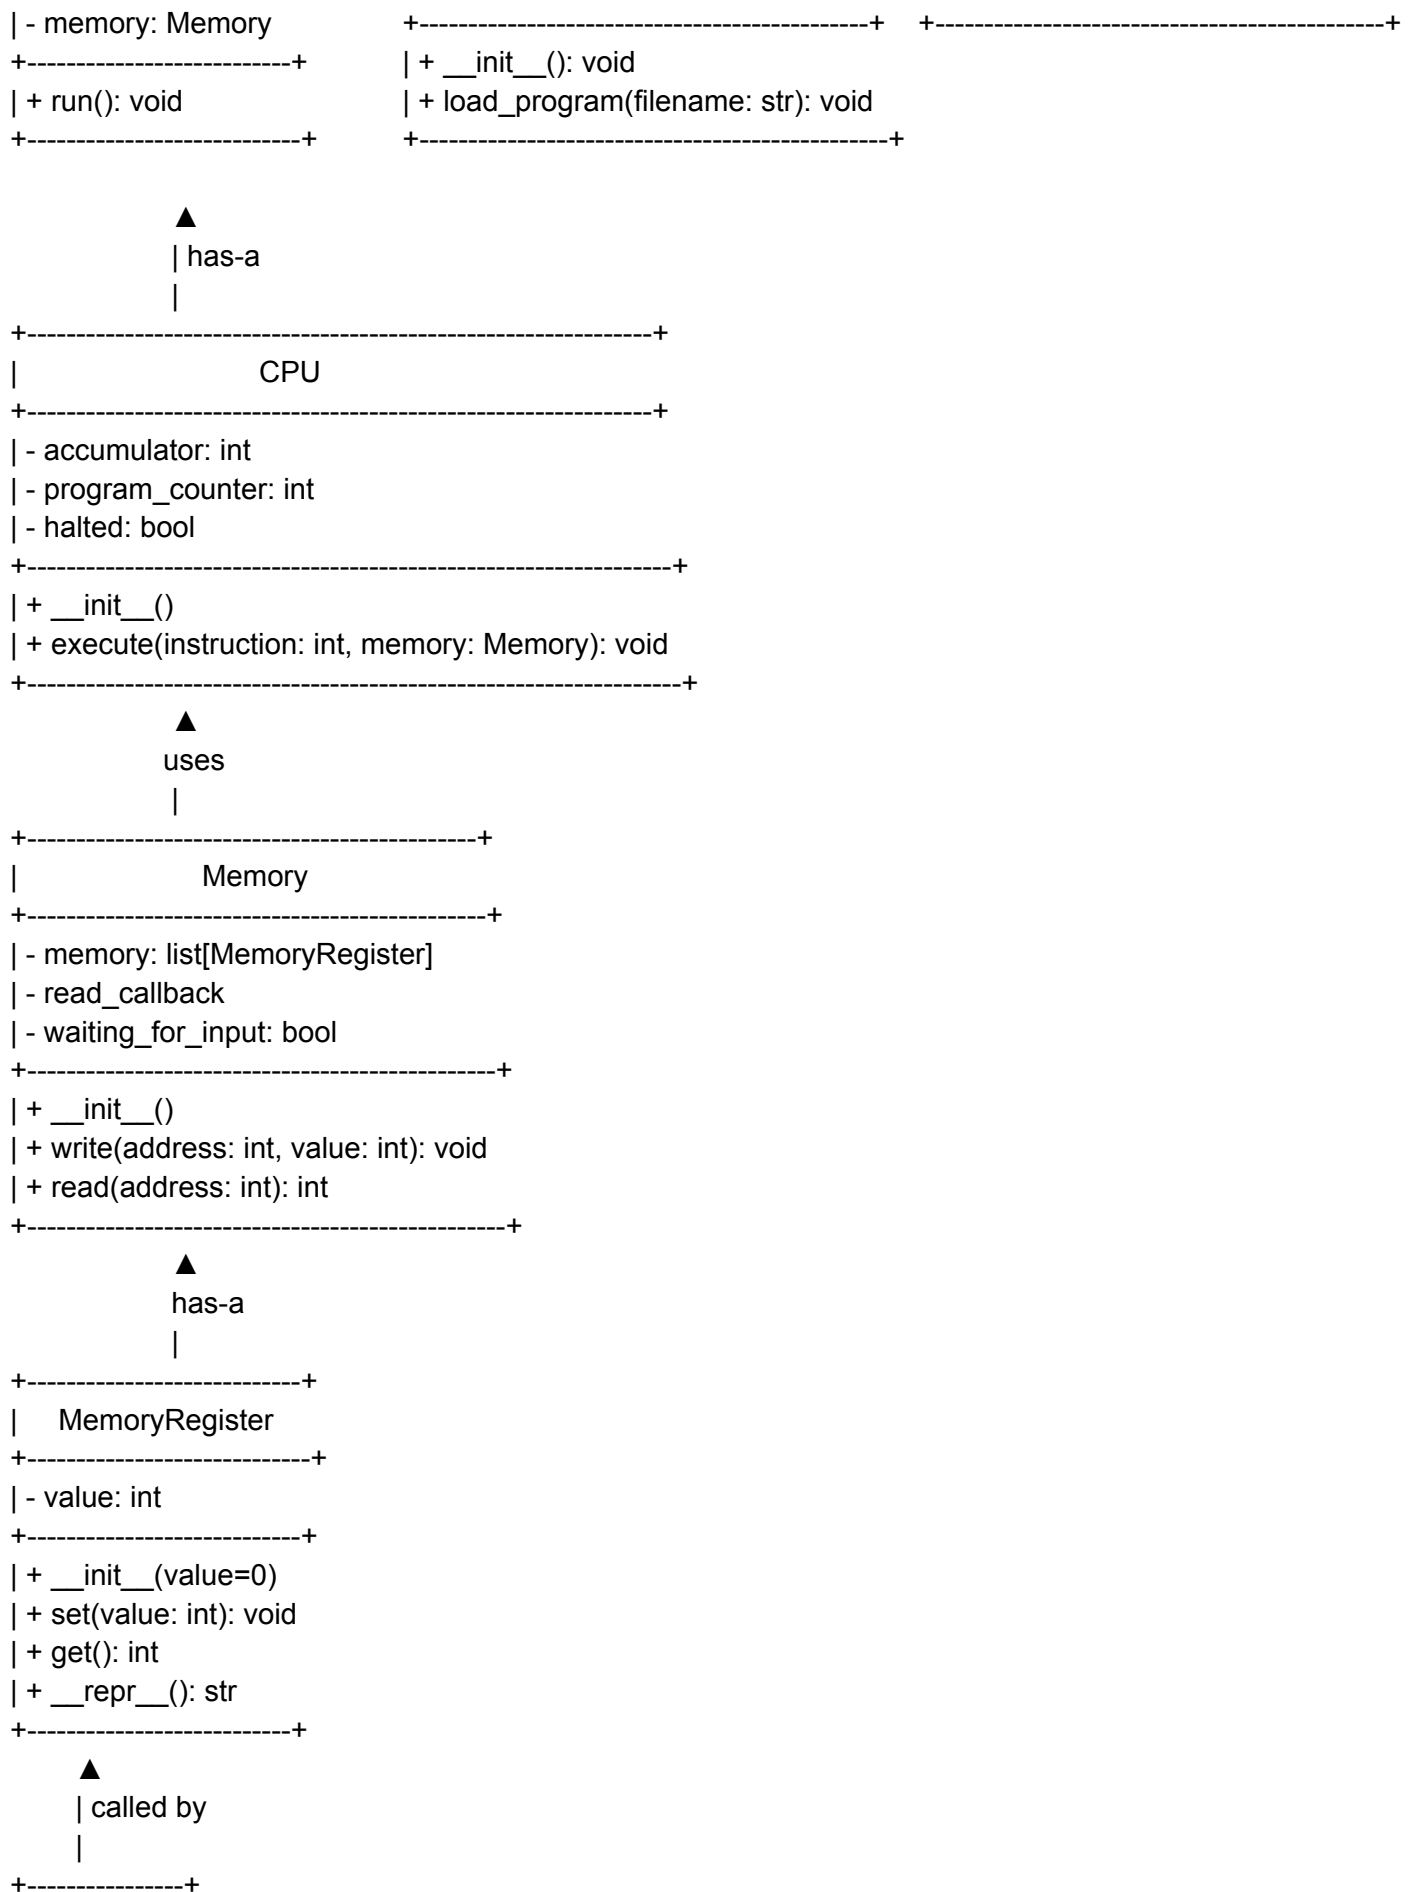 | - memory: Memory +----------------------------------------------+ +----------------------------------------------+
+---------------------------+ | + __init__(): void
| + run(): void | + load_program(filename: str): void
+----------------------------+ +------------------------------------------------+
▲
| has-a
|
+----------------------------------------------------------------+
| CPU
+----------------------------------------------------------------+
| - accumulator: int
| - program_counter: int
| - halted: bool
+------------------------------------------------------------------+
| + __init__()
| + execute(instruction: int, memory: Memory): void
+-------------------------------------------------------------------+
▲
uses
|
+----------------------------------------------+
| Memory
+-----------------------------------------------+
| - memory: list[MemoryRegister]
| - read_callback
| - waiting_for_input: bool
+------------------------------------------------+
| + __init__()
| + write(address: int, value: int): void
| + read(address: int): int
+-------------------------------------------------+
▲
has-a
|
+----------------------------+
| MemoryRegister
+-----------------------------+
| - value: int
+----------------------------+
| + __init__(value=0)
| + set(value: int): void
| + get(): int
| + __repr__(): str
+---------------------------+
▲
| called by
|
+----------------+